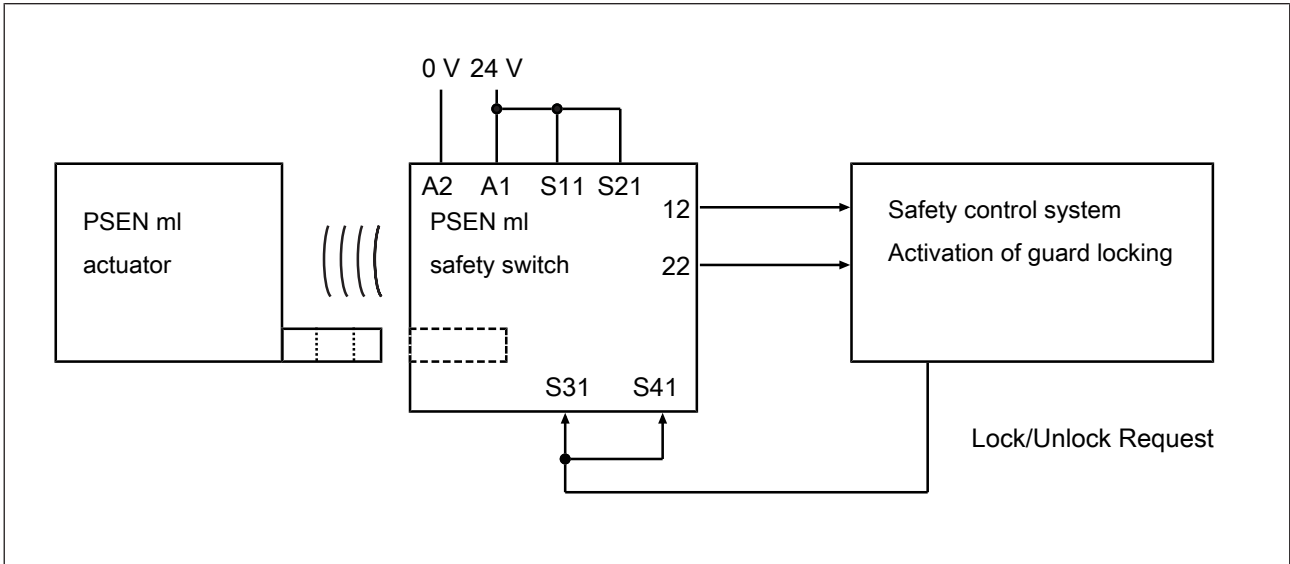 0 V 24 V
A2 A1 S11 S21
PSEN ml
actuator
PSEN ml
safety switch
12
22
Safety control system
Activation of guard locking
S31 S41
Lock/Unlock Request